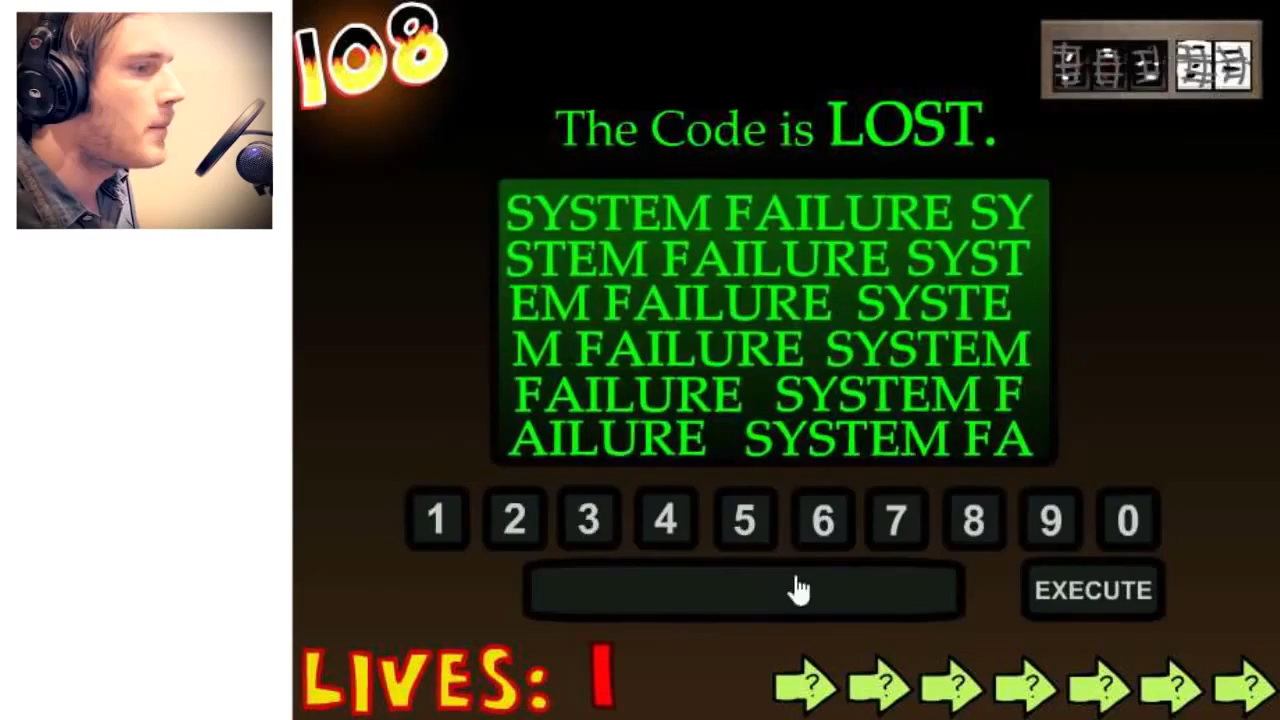 108
The Code is LOST.
SYSTEM FAILURE SY
STEM FAILURE SYST
EM FAILURE SYSTE
M FAILURE SYSTEM
FAILURE SYSTEM F
AILURE SYSTEM FA
1 2 3 4 5 6 7 8 9 0
EXECUTE
LIVES: 1
? ? ? ? ? ? ?